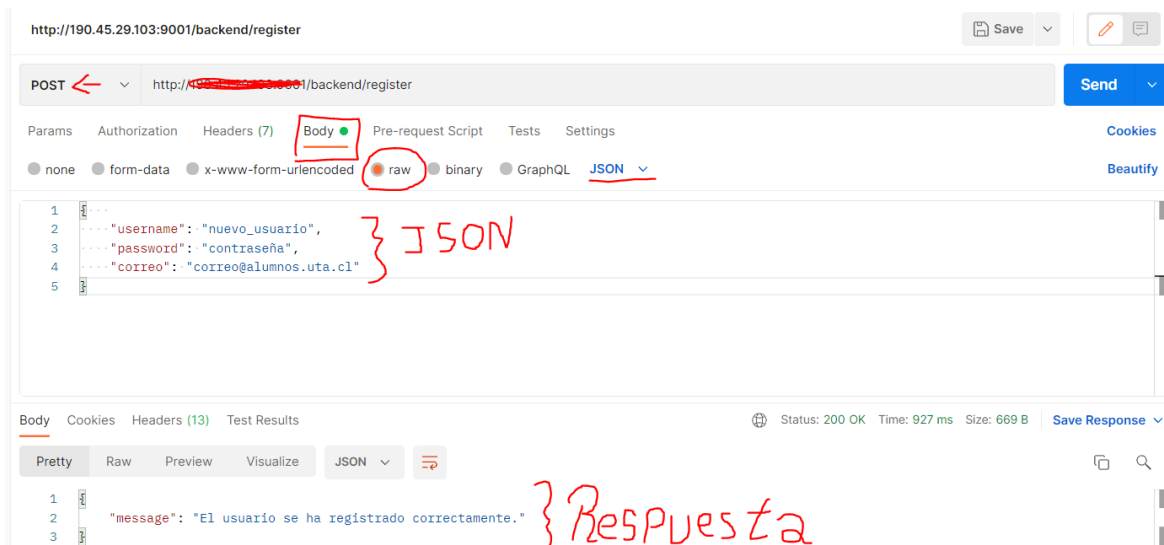 http://190.45.29.103:9001/backend/register
Save
POST http:// 1/backend/register
Send
Params Authorization Headers (7) Body Pre-request Script Tests Settings Cookies
none form-data x-www-form-urlencoded raw binary GraphQL JSON Beautify
1 {
2 "username": "nuevo_usuario",
3 "password": "contraseña",
4 "correo": "correo@alumnos.uta.cl"
5 }
} JSON
Body Cookies Headers (13) Test Results Status: 200 OK Time: 927 ms Size: 669 B Save Response
Pretty Raw Preview Visualize JSON
1 {
2 "message": "El usuario se ha registrado correctamente."
3 }
} Respuesta